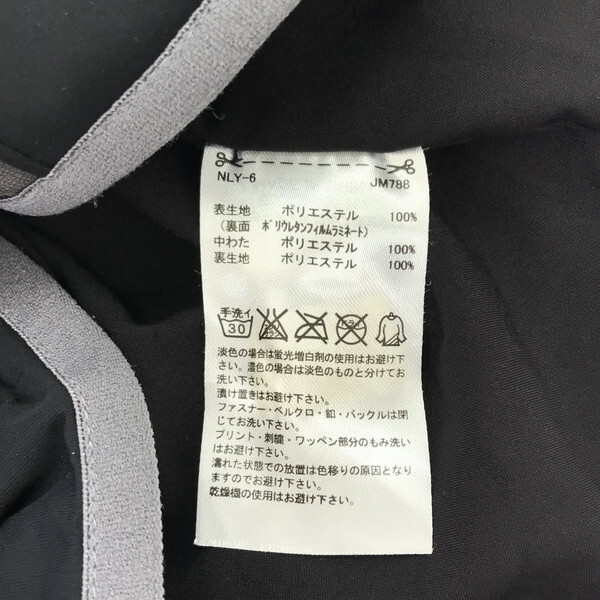 NLY-6 JM788
表生地 ポリエステル 100%
(裏面 ポリウレタンフィルムラミネート)
中わた ポリエステル 100%
裏生地 ポリエステル 100%
手洗イ
30
淡色の場合は蛍光増白剤の使用はお避け下
さい。濃色の場合は淡色のものと分けてお
洗い下さい。
漬け置きはお避け下さい。
ファスナー・ベルクロ・釦・バックルは閉
じてお洗い下さい。
プリント・刺繍・ワッペン部分のもみ洗い
はお避け下さい。
濡れた状態での放置は色移りの原因となり
ますのでお避け下さい。
乾燥機の使用はお避け下さい。